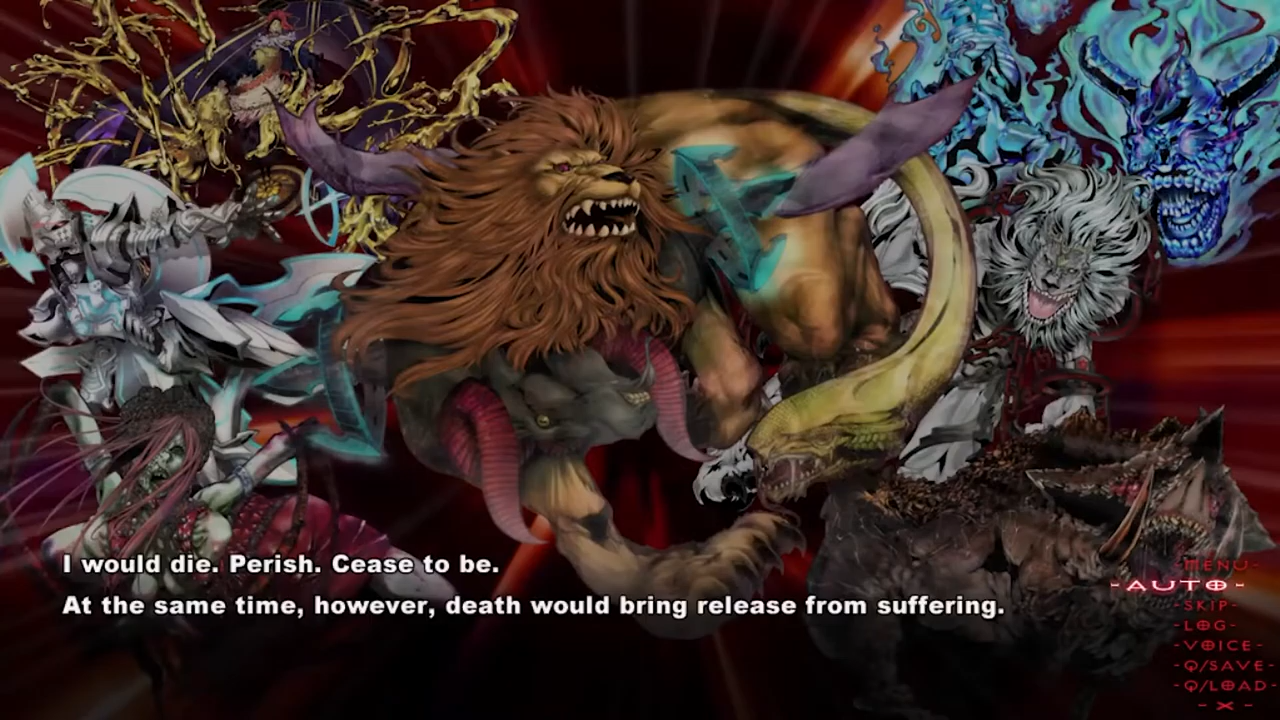 I would die. Perish. Cease to be.
At the same time, however, death would bring release from suffering.
-MENU-
-AUTO-
-SKIP-
-LOG-
-VOICE-
-Q/SAVE-
-Q/LOAD-
-X-